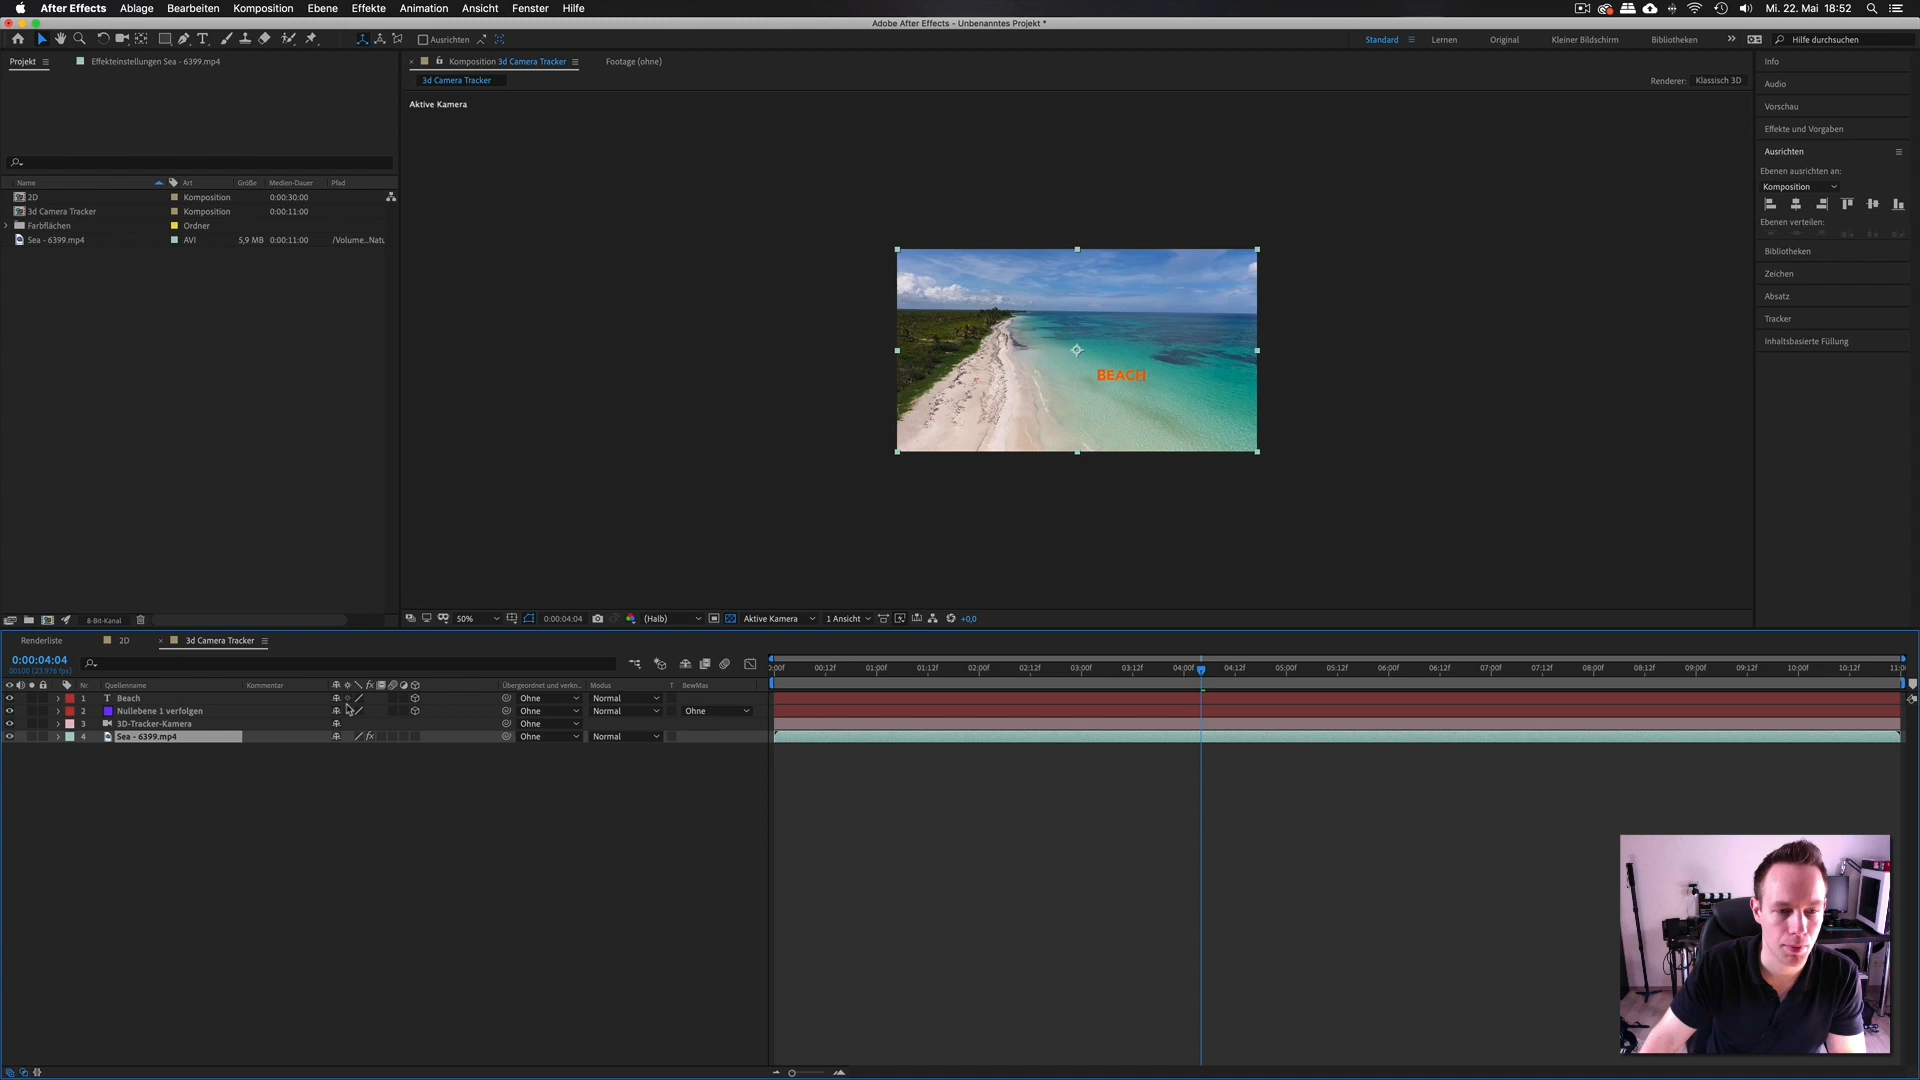 After Effects Ablage Bearbeiten Komposition Ebene Effekte Animation Ansicht Fenster Hilfe Mi. 22. Mai 18:52
Adobe After Effects - Unbenanntes Projekt *
Ausrichten Standard Lernen Original Kleiner Bildschirm Bibliotheken Hilfe durchsuchen
Projekt Effekteinstellungen Sea - 6399.mp4 Komposition 3d Camera Tracker Footage (ohne) Info
3d Camera Tracker Renderer: Klassisch 3D
Audio
Aktive Kamera
Vorschau
Effekte und Vorgaben
Ausrichten
Ebenen ausrichten an:
Name Art Größe Medien-Dauer Pfad
Komposition
2D Komposition 0:00:30:00
3d Camera Tracker Komposition 0:00:11:00
Farbflächen Ordner
Ebenen verteilen:
Sea - 6399.mp4 AVI 5,9 MB 0:00:11:00 /Volume...Natu
Bibliotheken
Zeichen
Absatz
Tracker
Inhaltsbasierte Füllung
BEACH
8-Bit-Kanal 50% 0:00:04:04 (Halb) Aktive Kamera 1 Ansicht +0,0
Renderliste 2D 3d Camera Tracker
0:00:04:04
00100 (23.976 fps)
0:00f 00:12f 01:00f 01:12f 02:00f 02:12f 03:00f 03:12f 04:00f 04:12f 05:00f 05:12f 06:00f 06:12f 07:00f 07:12f 08:00f 08:12f 09:00f 09:12f 10:00f 10:12f 11:0
Nr. Quellenname Kommentar fx Übergeordnet und verkn... Modus T BewMas
1 T Beach Ohne Normal
2 Nullebene 1 verfolgen Ohne Normal Ohne
3 3D-Tracker-Kamera Ohne
4 Sea - 6399.mp4 fx Ohne Normal